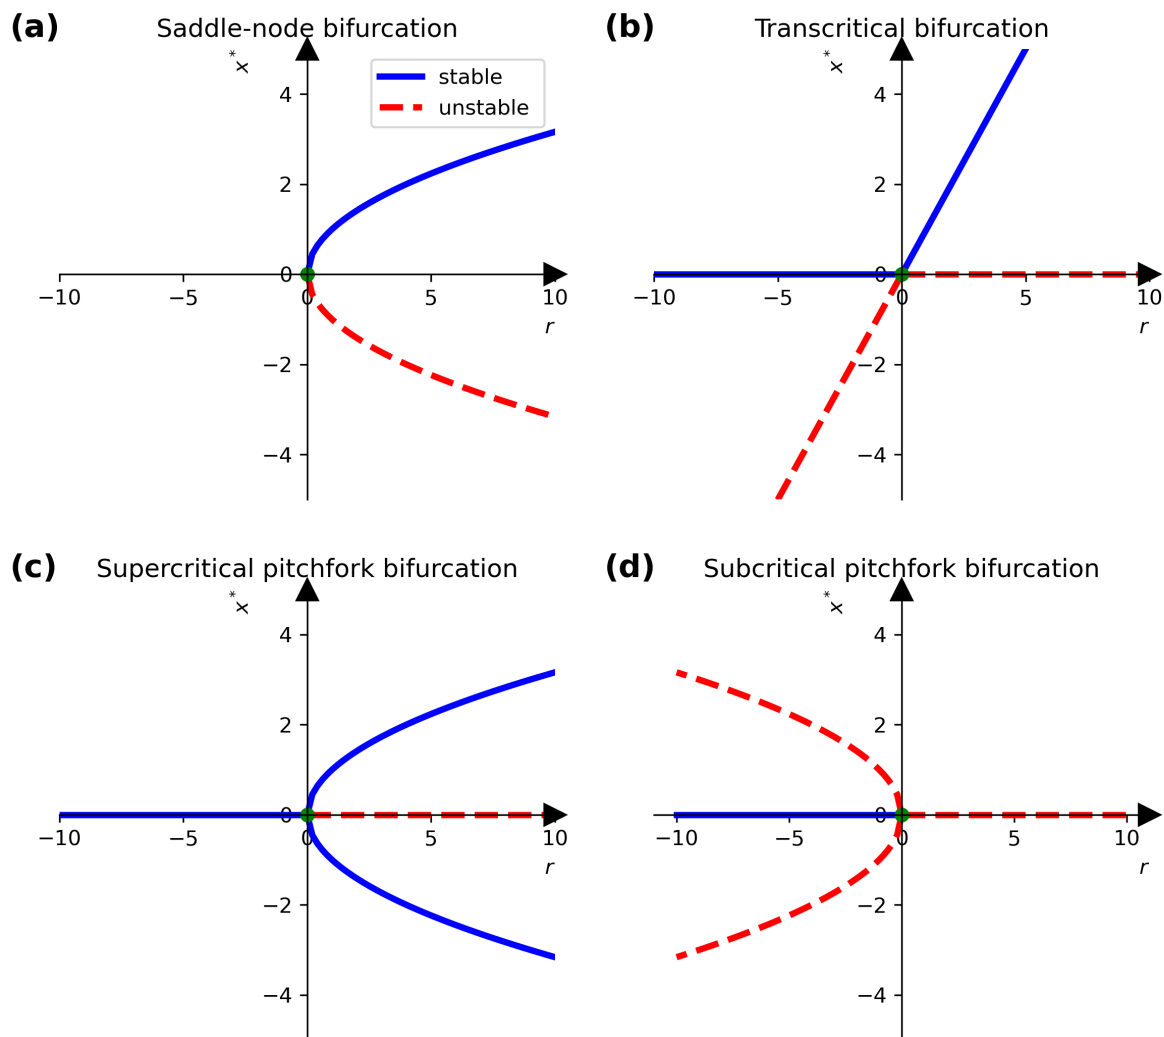 (a) Saddle-node bifurcation
x*
stable
unstable
4
2
0
−2
−4
−10 −5 0 5 10
r
(b) Transcritical bifurcation
x*
4
2
0
−2
−4
−10 −5 0 5 10
r
(c) Supercritical pitchfork bifurcation
x*
4
2
0
−2
−4
−10 −5 0 5 10
r
(d) Subcritical pitchfork bifurcation
x*
4
2
0
−2
−4
−10 −5 0 5 10
r